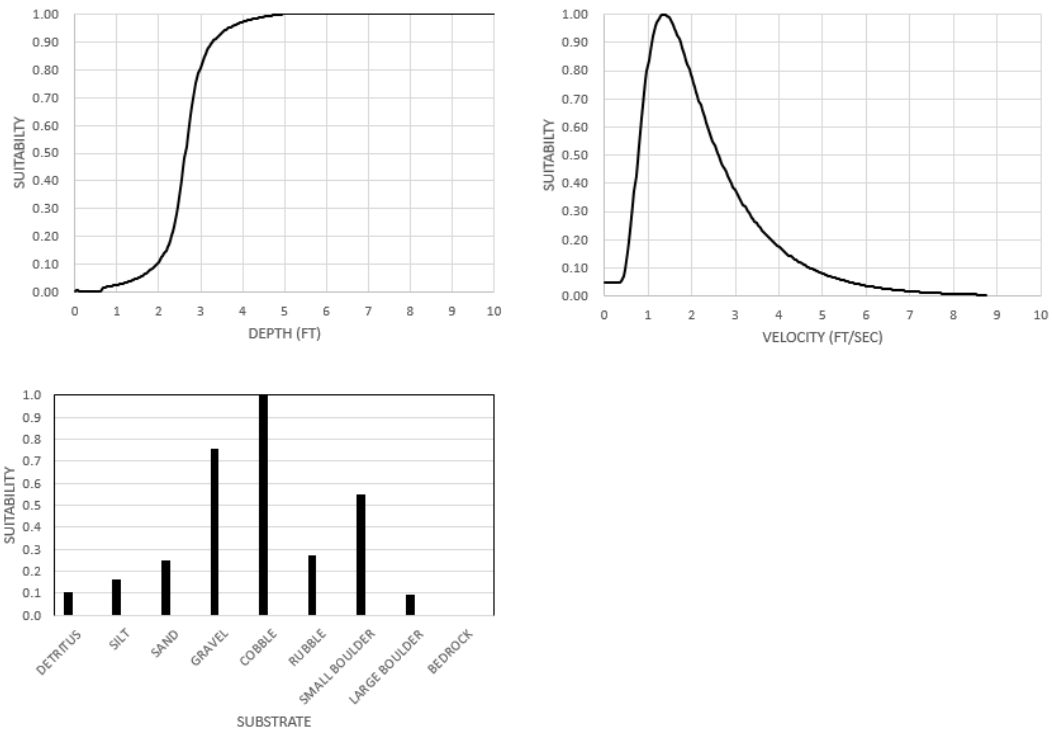 1.00
0.90
0.80
0.70
0.60
0.50
0.40
0.30
0.20
0.10
0.00
SUITABILTY
0 1 2 3 4 5 6 7 8 9 10
DEPTH (FT)
1.00
0.90
0.80
0.70
0.60
0.50
0.40
0.30
0.20
0.10
0.00
SUITABILTY
0 1 2 3 4 5 6 7 8 9 10
VELOCITY (FT/SEC)
1.0
0.9
0.8
0.7
0.6
0.5
0.4
0.3
0.2
0.1
0.0
SUITABILITY
DETRITUS
SILT
SAND
GRAVEL
COBBLE
RUBBLE
SMALL BOULDER
LARGE BOULDER
BEDROCK
SUBSTRATE